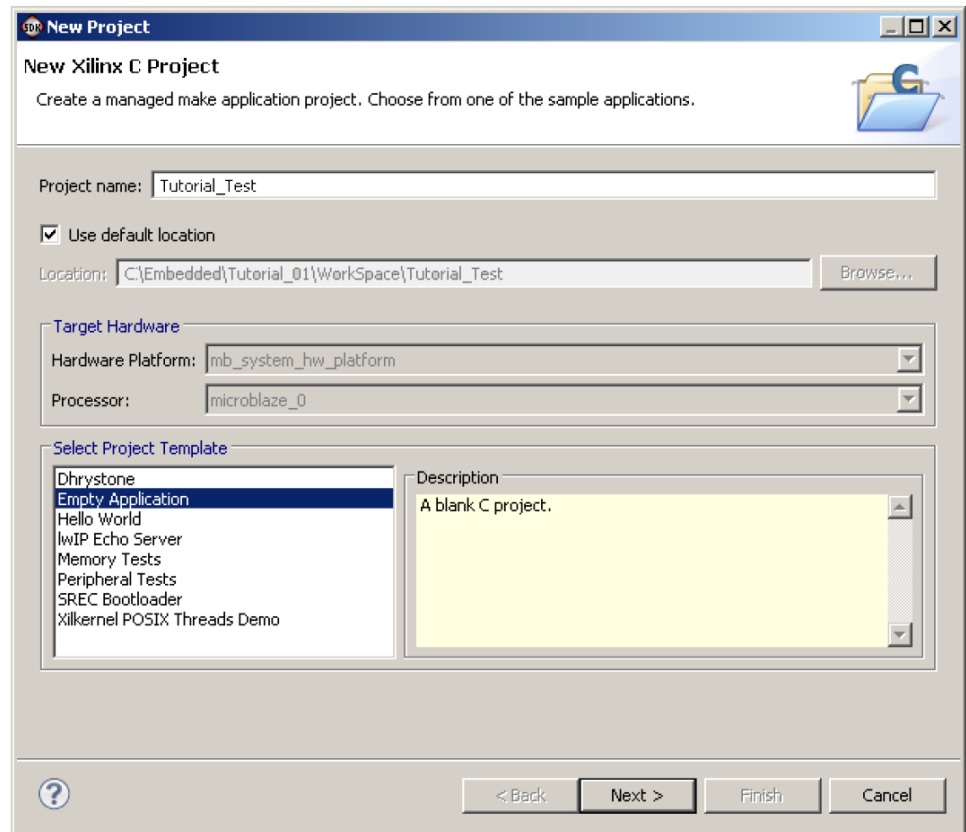 SDK New Project
New Xilinx C Project
Create a managed make application project. Choose from one of the sample applications.
C
Project name: Tutorial_Test
Use default location
Location: C:\Embedded\Tutorial_01\WorkSpace\Tutorial_Test Browse...
Target Hardware
Hardware Platform: mb_system_hw_platform
Processor: microblaze_0
Select Project Template
Dhrystone
Empty Application
Hello World
lwIP Echo Server
Memory Tests
Peripheral Tests
SREC Bootloader
Xilkernel POSIX Threads Demo
Description
A blank C project.
? < Back Next > Finish Cancel